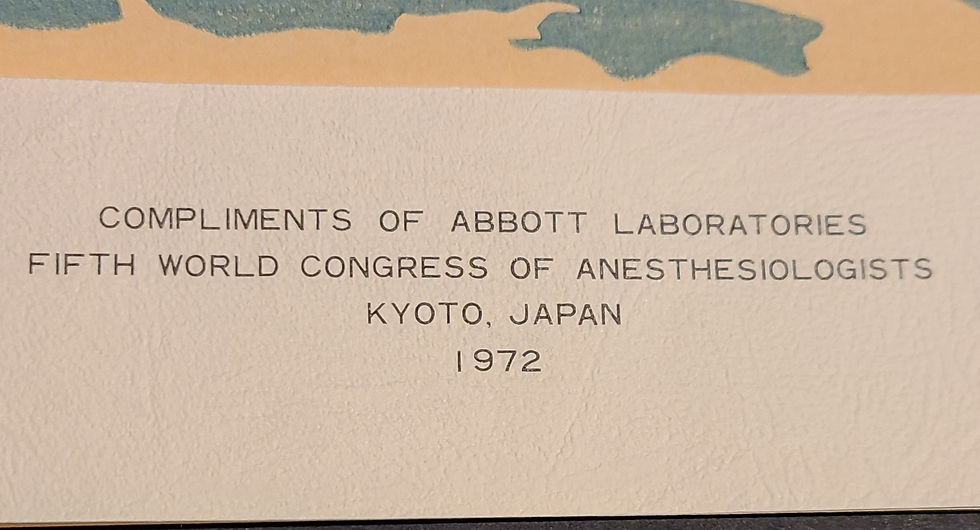 COMPLIMENTS OF ABBOTT LABORATORIES
FIFTH WORLD CONGRESS OF ANESTHESIOLOGISTS
KYOTO, JAPAN
1972